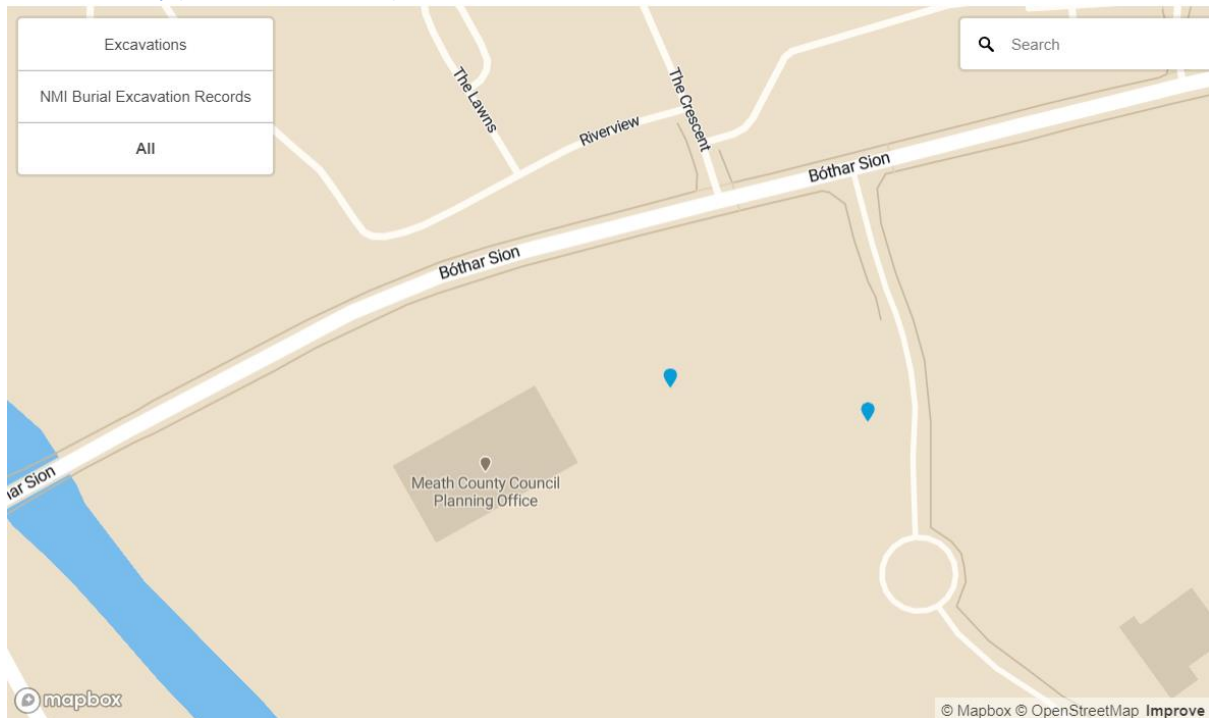 Excavations
NMI Burial Excavation Records
All
Search
The Lawns
Riverview
The Crescent
Bóthar Sion
Bóthar Sion
Meath County Council
Planning Office
ar Sion
mapbox
© Mapbox © OpenStreetMap Improve